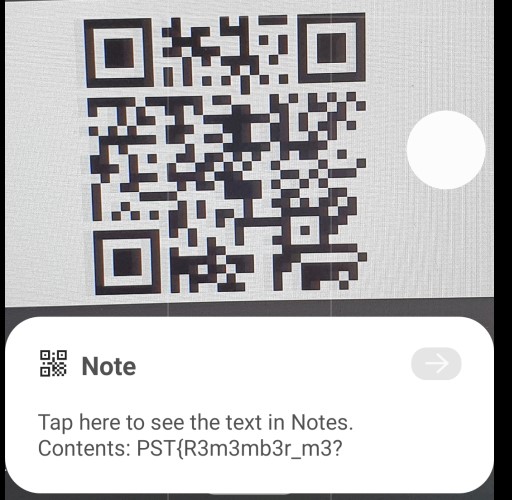 Note
Tap here to see the text in Notes.
Contents: PST{R3m3mb3r_m3?